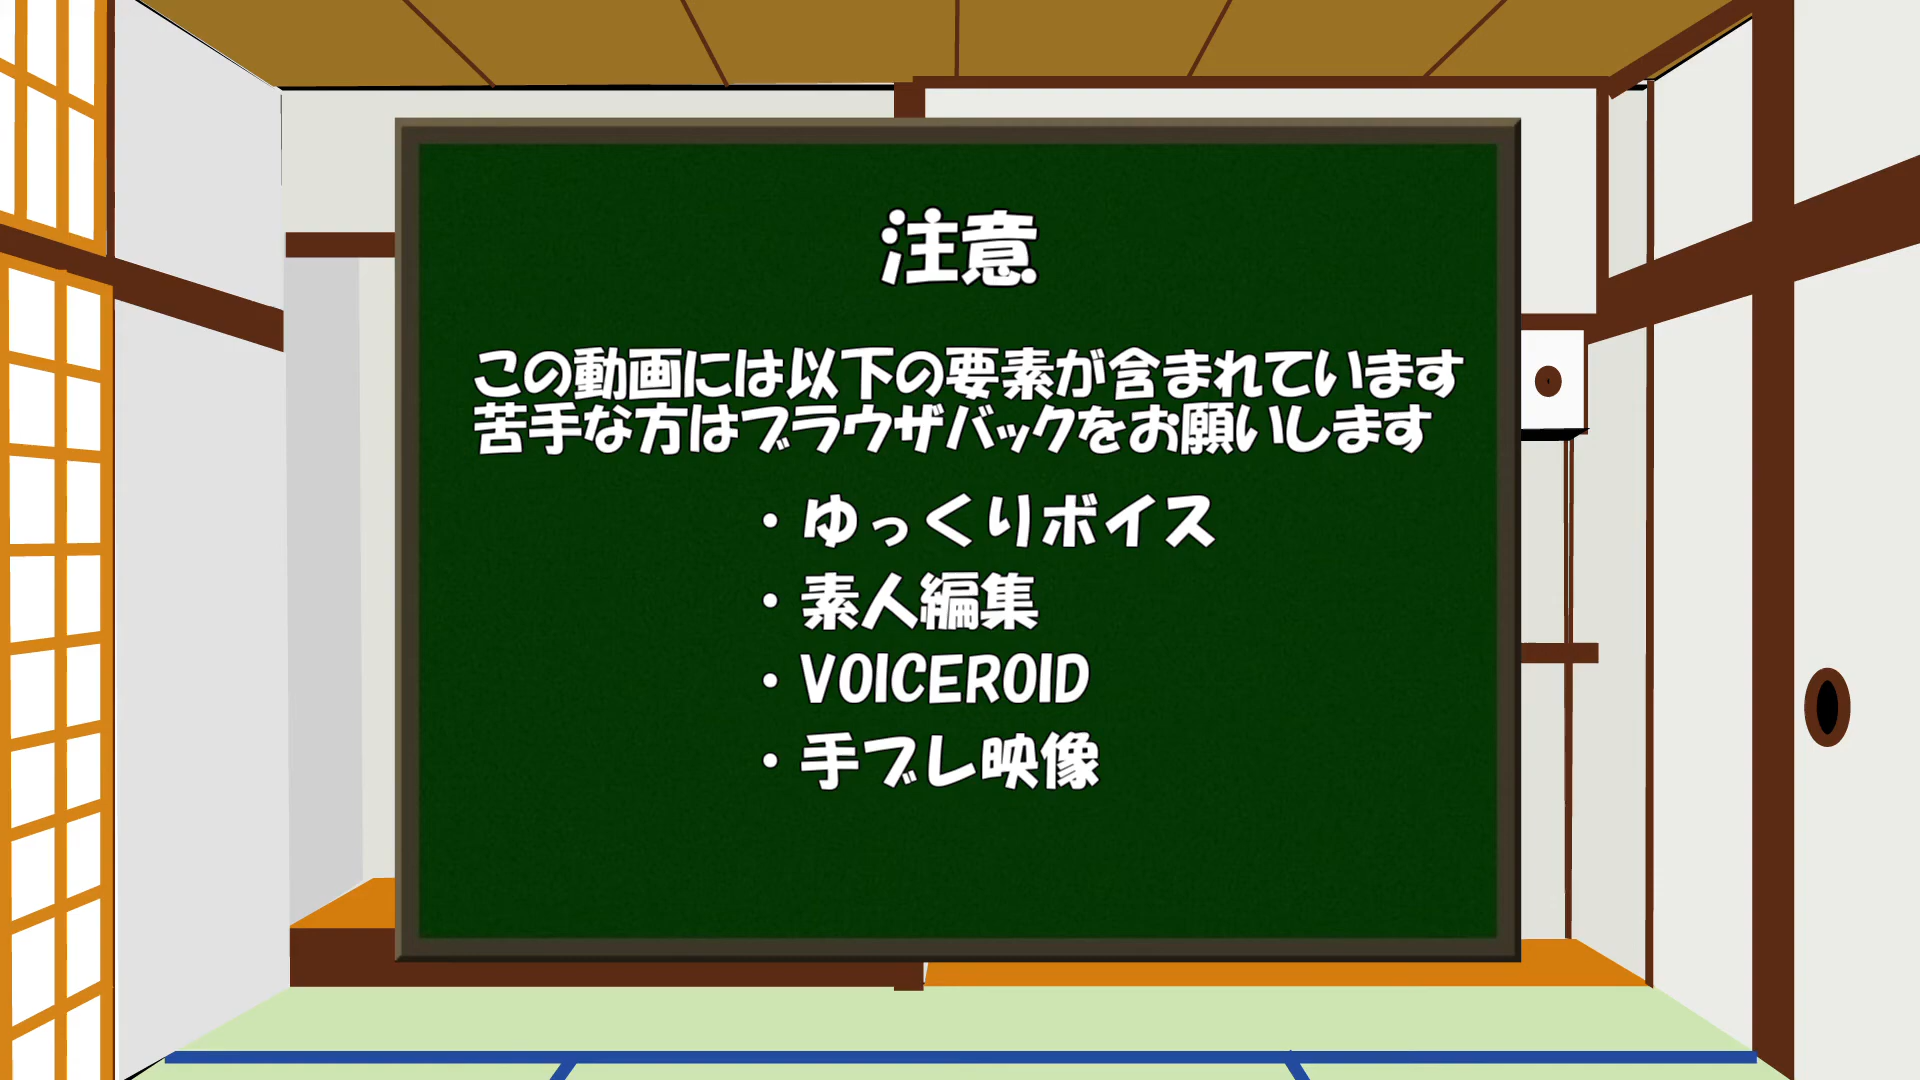 注意
この動画には以下の要素が含まれています
苦手な方はブラウザバックをお願いします
・ゆっくりボイス
・素人編集
・VOICEROID
・手ブレ映像